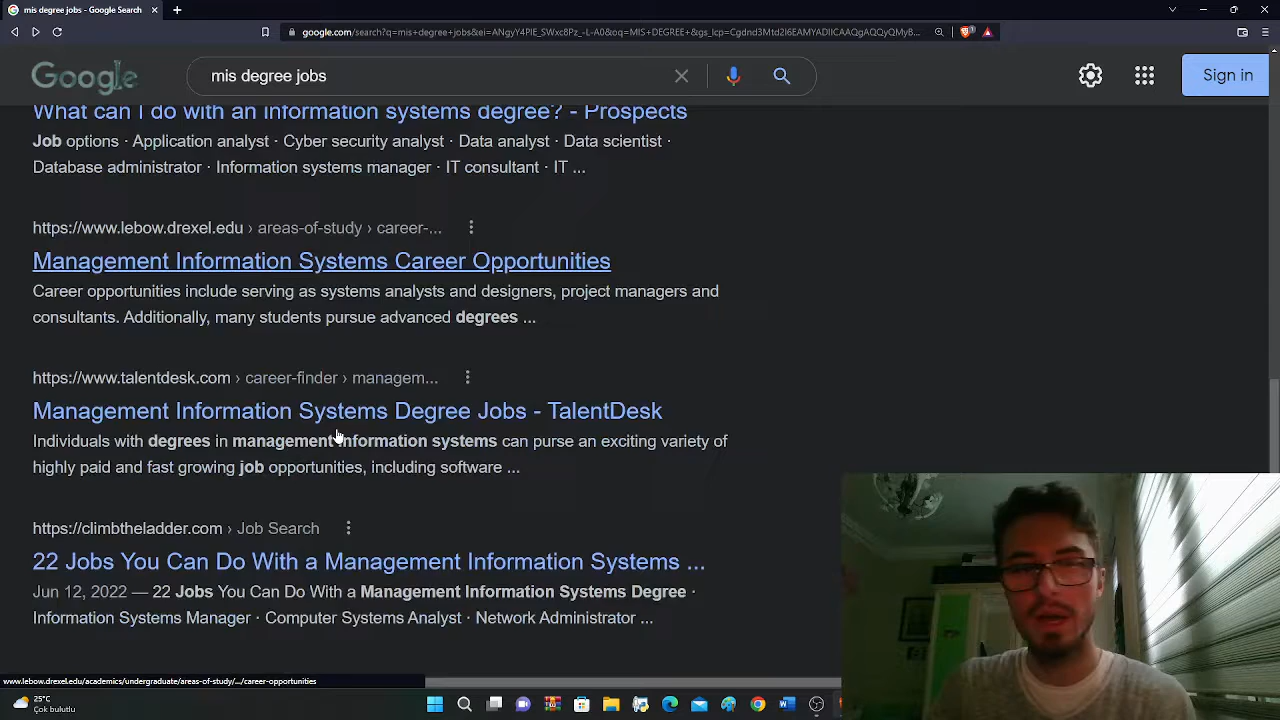 mis degree jobs - Google Search
google.com/search?q=mis+degree+jobs&ei=ANgyY4PlE_SWxc8Pz_-L-A0&oq=MIS+DEGREE+&gs_lcp=Cgdnd3Mtd2l6EAMYADIICAAQgAQQyQMyB...
Google
mis degree jobs
Sign in
What can I do with an information systems degree? - Prospects
Job options · Application analyst · Cyber security analyst · Data analyst · Data scientist ·
Database administrator · Information systems manager · IT consultant · IT ...
https://www.lebow.drexel.edu › areas-of-study › career-...
Management Information Systems Career Opportunities
Career opportunities include serving as systems analysts and designers, project managers and
consultants. Additionally, many students pursue advanced degrees ...
https://www.talentdesk.com › career-finder › managem...
Management Information Systems Degree Jobs - TalentDesk
Individuals with degrees in management information systems can purse an exciting variety of
highly paid and fast growing job opportunities, including software ...
https://climbtheladder.com › Job Search
22 Jobs You Can Do With a Management Information Systems ...
Jun 12, 2022 — 22 Jobs You Can Do With a Management Information Systems Degree ·
Information Systems Manager · Computer Systems Analyst · Network Administrator ...
www.lebow.drexel.edu/academics/undergraduate/areas-of-study/.../career-opportunities
25°C
Çok bulutlu